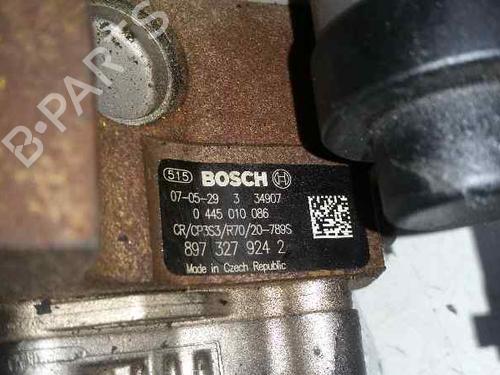 B-PARTS
515 BOSCH
07-05-29 3 34907
0 445 010 086
CR/CP3S3/R70/20-789S
897 327 924 2
Made in Czech Republic